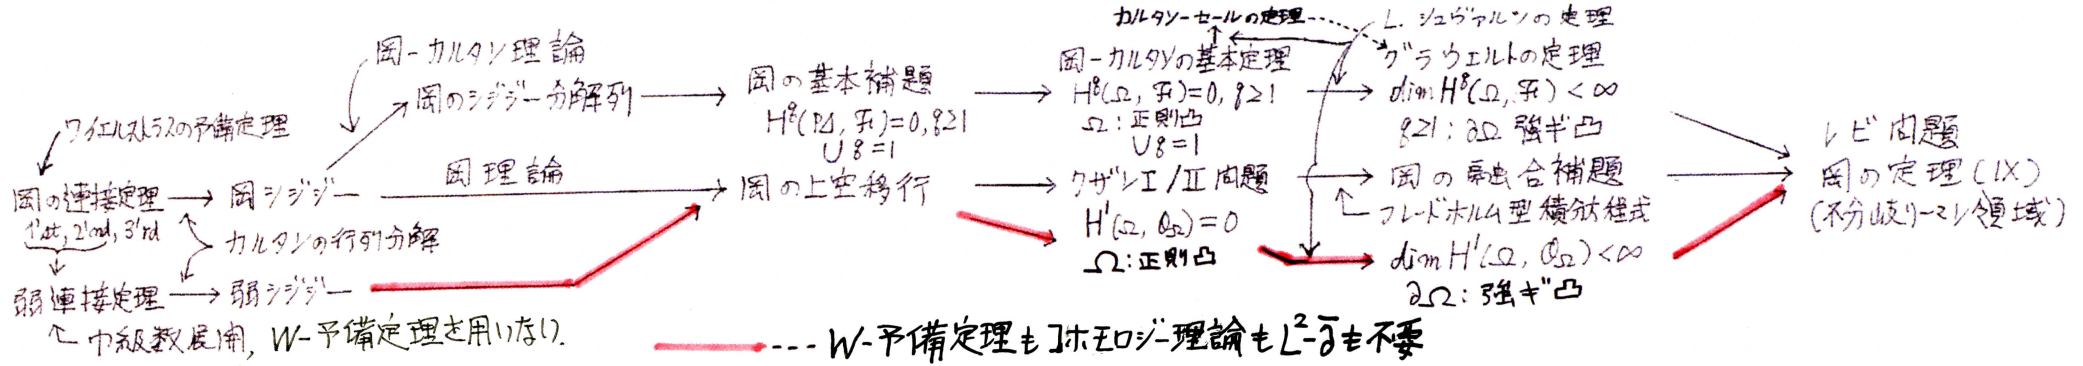 カルタン-セールの定理
L. シュヴァルツの定理
岡-カルタン理論
岡-カルタンの基本定理
グラウエルトの定理
岡のシジジー分解列
岡の基本補題
H^q(Ω, ℱ)=0, q≥1
dim H^q(Ω, ℱ) < ∞
ワイエルストラスの予備定理
H^q(PΔ, ℱ)=0, q≥1
Ω:正則凸
q≥1:∂Ω 強ギ凸
∪ q=1
∪ q=1
レビ問題
岡理論
岡の連接定理
岡シジジー
岡の上空移行
クザンI/II問題
岡の融合補題
岡の定理(IX)
1'st, 2'nd, 3'rd
カルタンの行列分解
H¹(Ω, 𝒪_Ω)=0
フレードホルム型積分方程式
(不分岐リーマン領域)
Ω:正則凸
dim H¹(Ω, 𝒪_Ω)<∞
弱連接定理
弱シジジー
∂Ω:強ギ凸
巾級数展開, W-予備定理を用いない.
--- W-予備定理もコホモロジー理論もL²-∂̄も不要